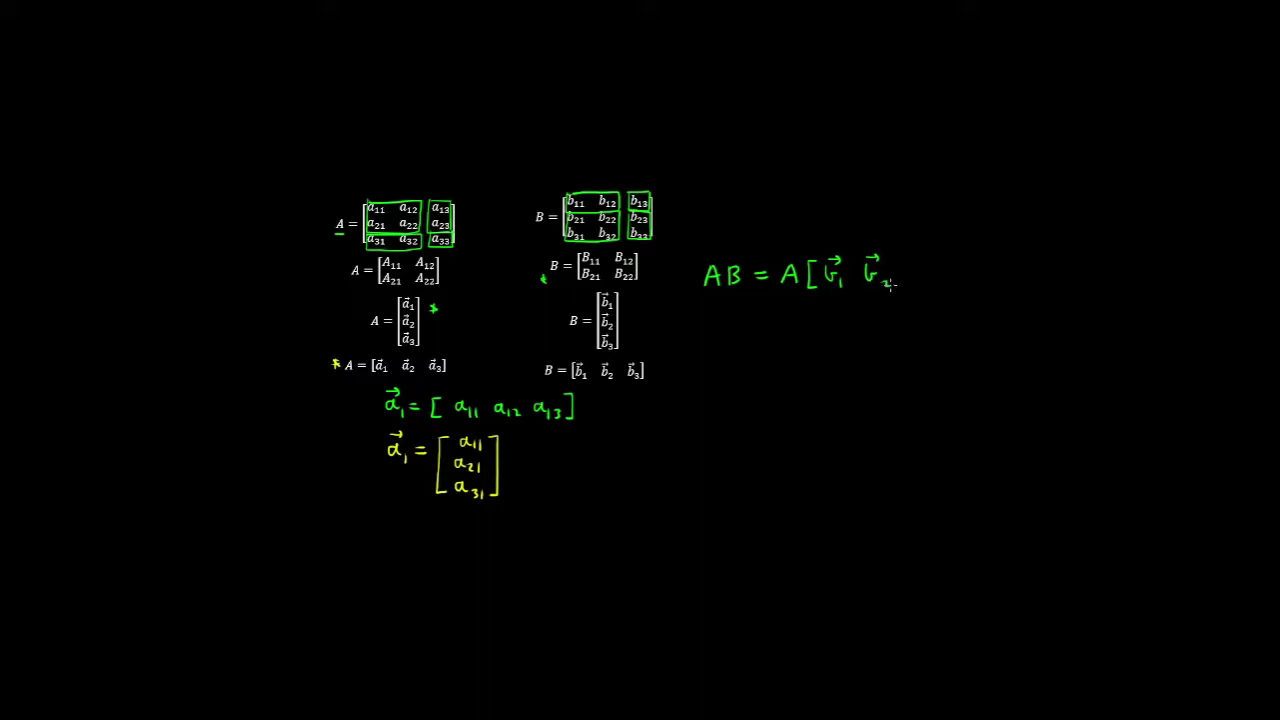 A = [a₁₁ a₁₂ a₁₃
a₂₁ a₂₂ a₂₃
a₃₁ a₃₂ a₃₃]
A = [A₁₁ A₁₂
A₂₁ A₂₂]
A = [a⃗₁
a⃗₂
a⃗₃] *
* A = [a⃗₁ a⃗₂ a⃗₃]
a⃗₁ = [ a₁₁ a₁₂ a₁₃ ]
a⃗₁ = [ a₁₁
a₂₁
a₃₁ ]
B = [b₁₁ b₁₂ b₁₃
b₂₁ b₂₂ b₂₃
b₃₁ b₃₂ b₃₃]
* B = [B₁₁ B₁₂
B₂₁ B₂₂]
B = [b⃗₁
b⃗₂
b⃗₃]
B = [b⃗₁ b⃗₂ b⃗₃]
AB = A[ b⃗₁ b⃗₂